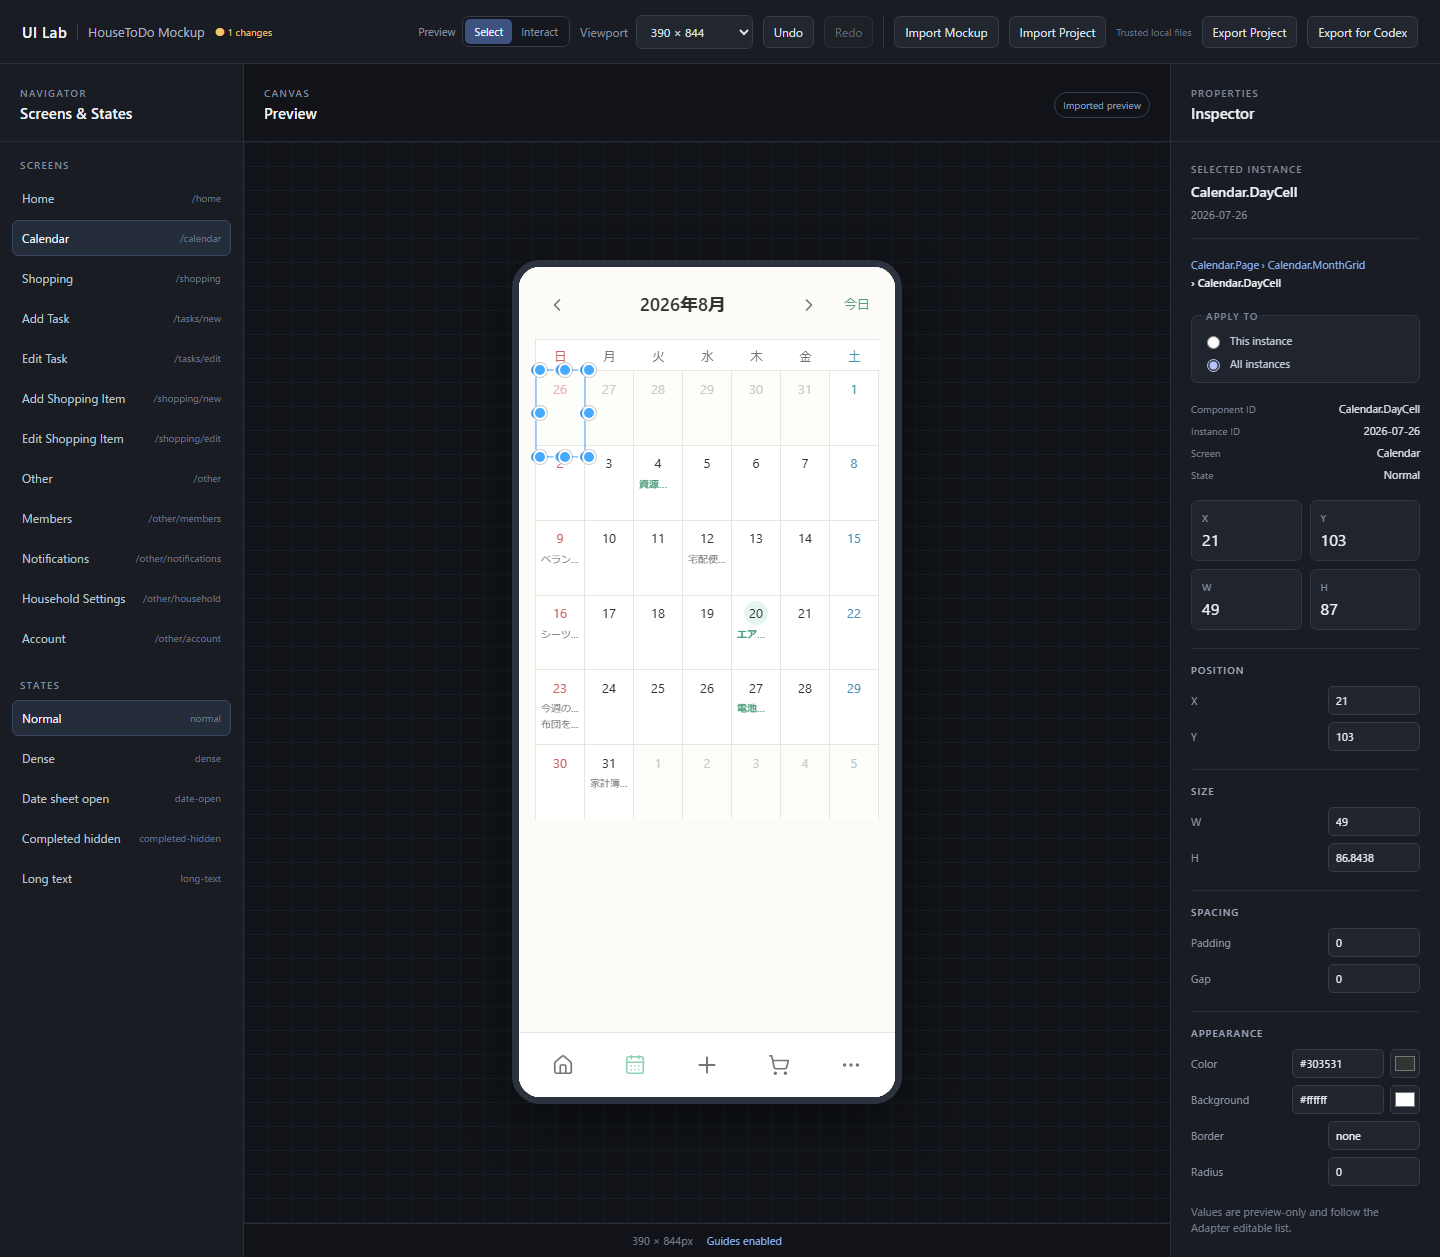 UI Lab
HouseToDo Mockup
1 changes
Preview
Select
Interact
Viewport
390 × 844
Undo
Redo
Import Mockup
Import Project
Trusted local files
Export Project
Export for Codex
NAVIGATOR
Screens & States
SCREENS
Home /home
Calendar /calendar
Shopping /shopping
Add Task /tasks/new
Edit Task /tasks/edit
Add Shopping Item /shopping/new
Edit Shopping Item /shopping/edit
Other /other
Members /other/members
Notifications /other/notifications
Household Settings /other/household
Account /other/account
STATES
Normal normal
Dense dense
Date sheet open date-open
Completed hidden completed-hidden
Long text long-text
CANVAS
Preview
Imported preview
2026年8月
今日
日 月 火 水 木 金 土
26 27 28 29 30 31 1
2 3 4 5 6 7 8
資源...
9 10 11 12 13 14 15
ベラン... 宅配便...
16 17 18 19 20 21 22
シーツ... エア...
23 24 25 26 27 28 29
今週の... 電池...
布団を...
30 31 1 2 3 4 5
家計簿...
390 × 844px Guides enabled
PROPERTIES
Inspector
SELECTED INSTANCE
Calendar.DayCell
2026-07-26
Calendar.Page › Calendar.MonthGrid
› Calendar.DayCell
APPLY TO
This instance
All instances
Component ID Calendar.DayCell
Instance ID 2026-07-26
Screen Calendar
State Normal
X Y
21 103
W H
49 87
POSITION
X 21
Y 103
SIZE
W 49
H 86.8438
SPACING
Padding 0
Gap 0
APPEARANCE
Color #303531
Background #ffffff
Border none
Radius 0
Values are preview-only and follow the
Adapter editable list.